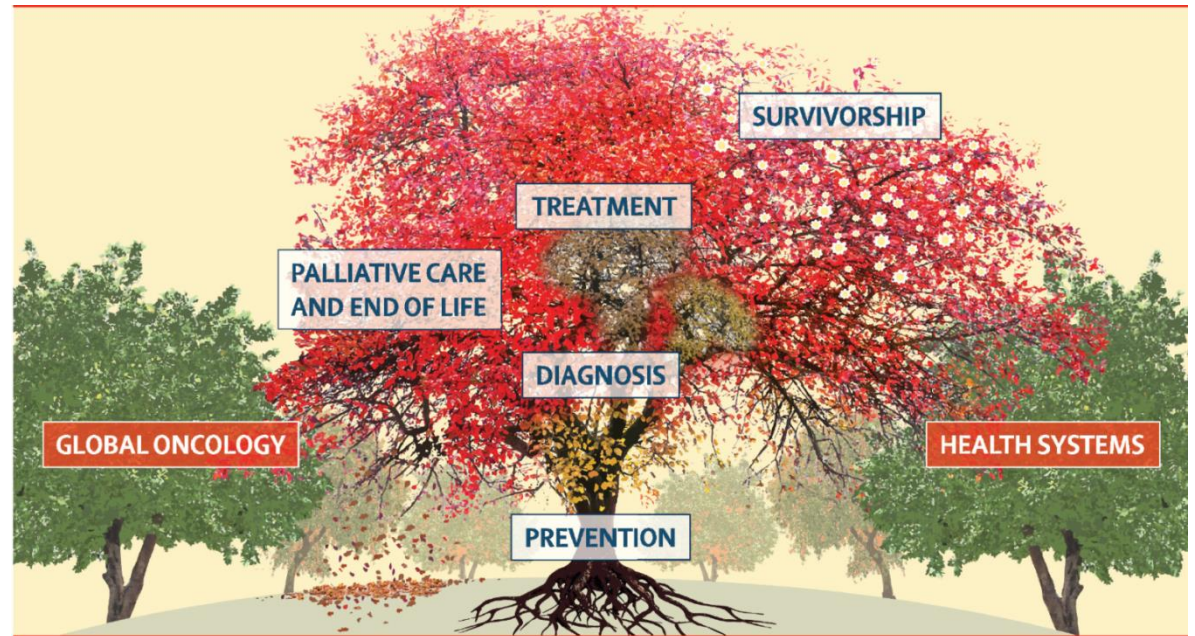 SURVIVORSHIP
TREATMENT
PALLIATIVE CARE
AND END OF LIFE
DIAGNOSIS
GLOBAL ONCOLOGY
HEALTH SYSTEMS
PREVENTION